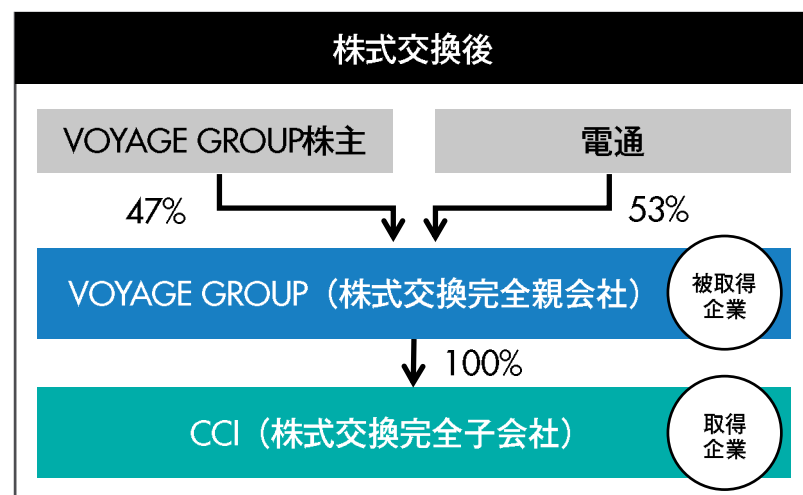 株式交換後
VOYAGE GROUP株主
電通
47%
53%
VOYAGE GROUP（株式交換完全親会社）
被取得
企業
100%
CCI（株式交換完全子会社）
取得
企業